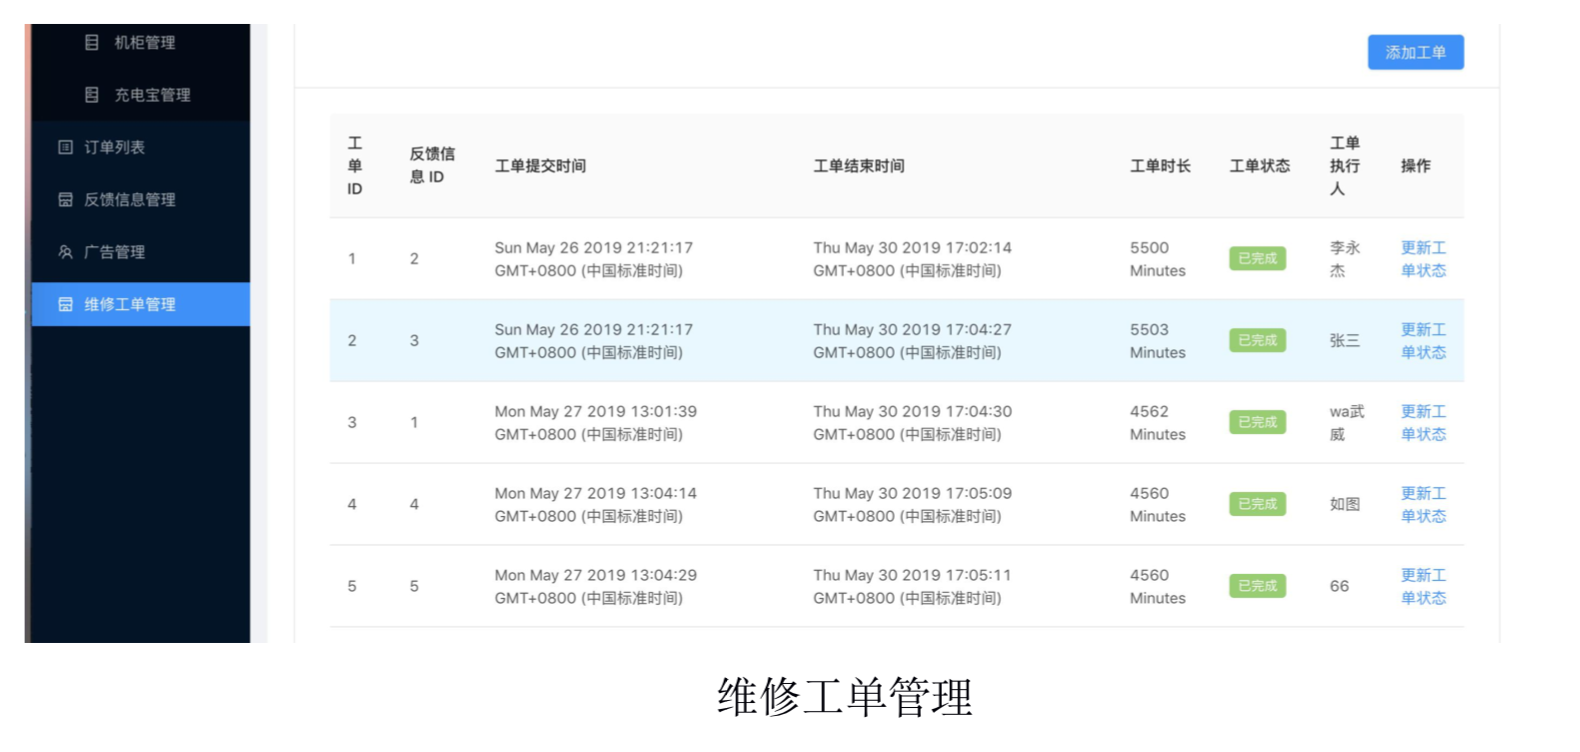 机柜管理
充电宝管理
订单列表
反馈信息管理
广告管理
维修工单管理
添加工单
工
单
ID
反馈信
息 ID
工单提交时间
工单结束时间
工单时长
工单状态
工单
执行
人
操作
1
2
Sun May 26 2019 21:21:17
GMT+0800 (中国标准时间)
Thu May 30 2019 17:02:14
GMT+0800 (中国标准时间)
5500
Minutes
已完成
李永
杰
更新工
单状态
2
3
Sun May 26 2019 21:21:17
GMT+0800 (中国标准时间)
Thu May 30 2019 17:04:27
GMT+0800 (中国标准时间)
5503
Minutes
已完成
张三
更新工
单状态
3
1
Mon May 27 2019 13:01:39
GMT+0800 (中国标准时间)
Thu May 30 2019 17:04:30
GMT+0800 (中国标准时间)
4562
Minutes
已完成
wa武
威
更新工
单状态
4
4
Mon May 27 2019 13:04:14
GMT+0800 (中国标准时间)
Thu May 30 2019 17:05:09
GMT+0800 (中国标准时间)
4560
Minutes
已完成
如图
更新工
单状态
5
5
Mon May 27 2019 13:04:29
GMT+0800 (中国标准时间)
Thu May 30 2019 17:05:11
GMT+0800 (中国标准时间)
4560
Minutes
已完成
66
更新工
单状态
维修工单管理